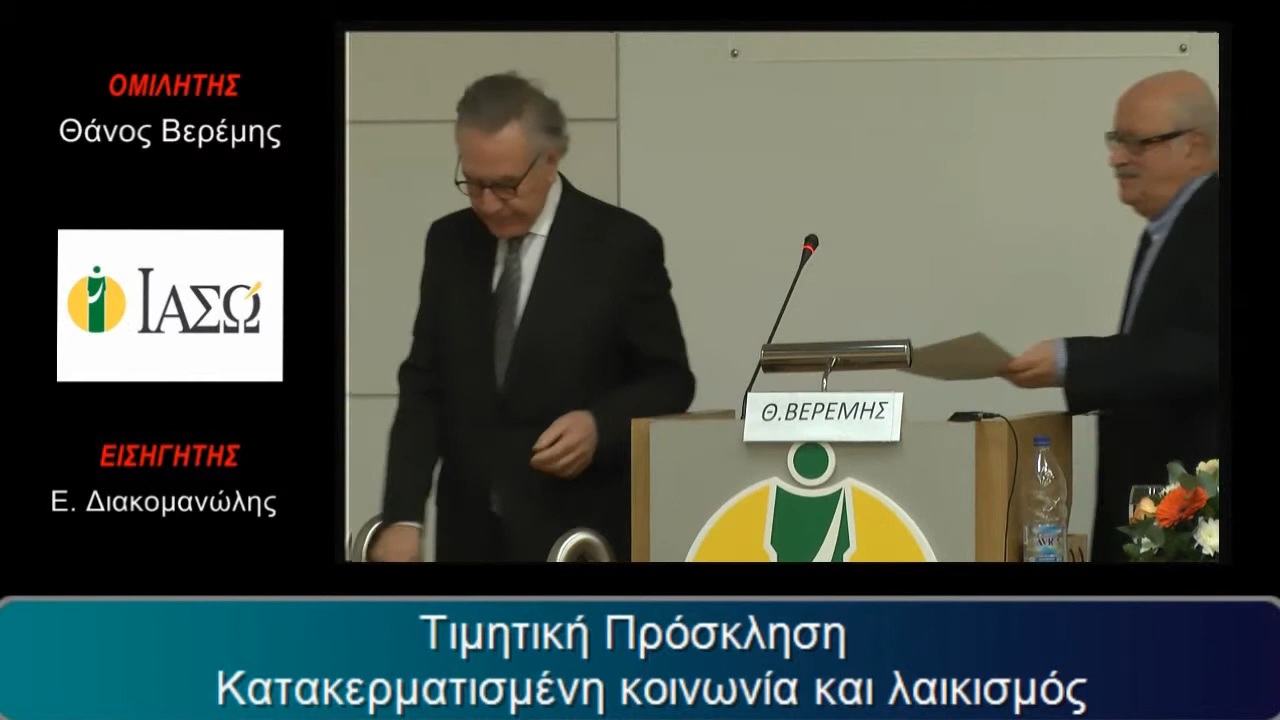 ΟΜΙΛΗΤΗΣ
Θάνος Βερέμης
ΙΑΣΩ
ΕΙΣΗΓΗΤΗΣ
Ε. Διακομανώλης
Θ.ΒΕΡΕΜΗΣ
Τιμητική Πρόσκληση
Κατακερματισμένη κοινωνία και λαικισμός